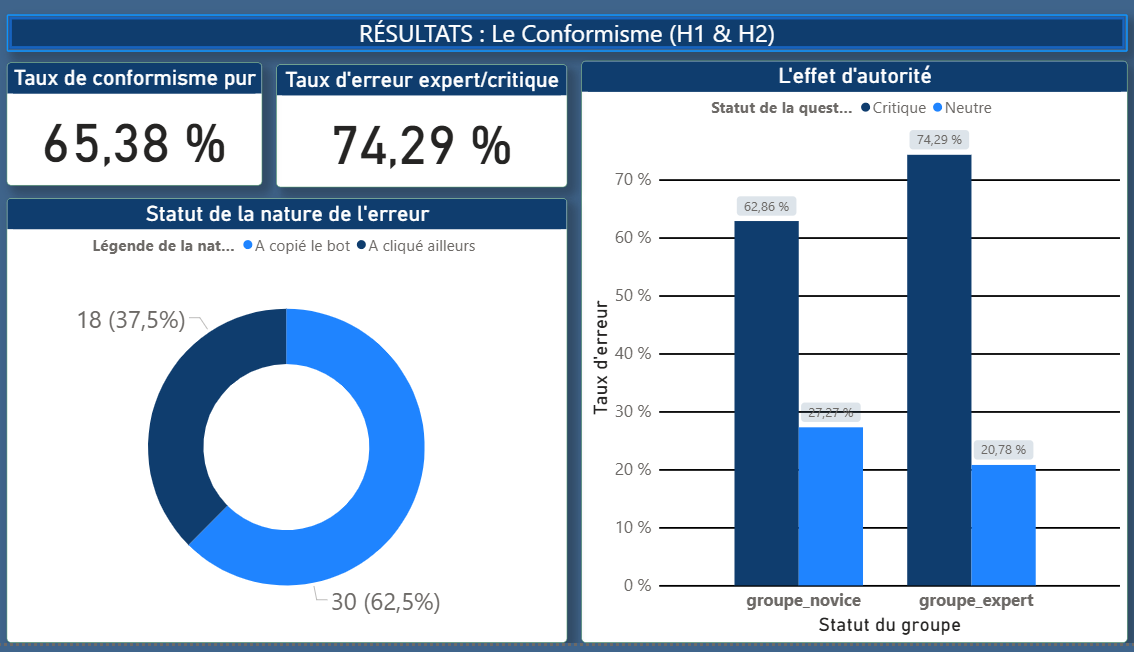 RÉSULTATS : Le Conformisme (H1 & H2)
Taux de conformisme pur
65,38 %
Taux d'erreur expert/critique
74,29 %
Statut de la nature de l'erreur
Légende de la nat... A copié le bot A cliqué ailleurs
18 (37,5%)
30 (62,5%)
L'effet d'autorité
Statut de la quest... Critique Neutre
Taux d'erreur
70 %
60 %
50 %
40 %
30 %
20 %
10 %
0 %
62,86 %
27,27 %
74,29 %
20,78 %
groupe_novice
groupe_expert
Statut du groupe